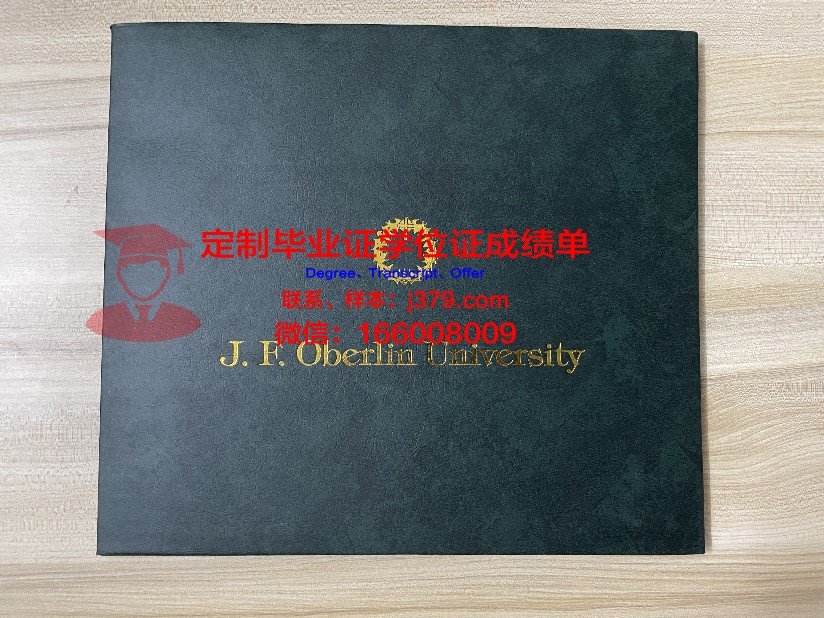 定制毕业证学位证成绩单
Degree、Transcript、Offer
联系、样本：j379.com
微信：166008009
J. F. Oberlin University